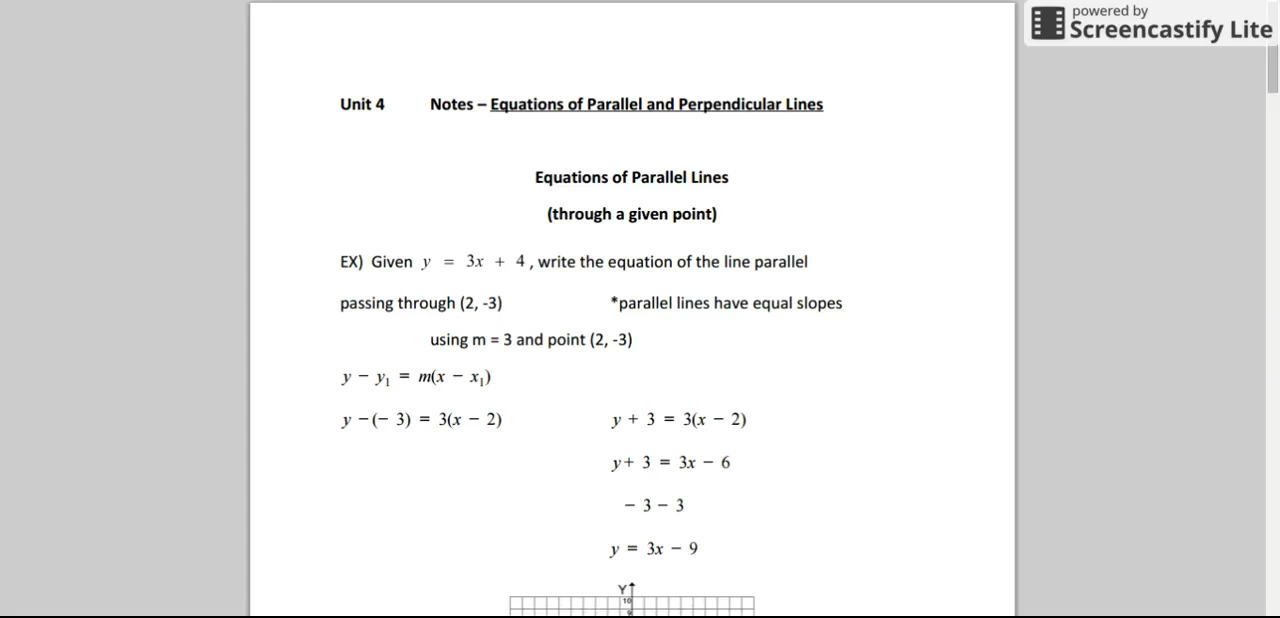 powered by
Screencastify Lite
Unit 4 Notes – Equations of Parallel and Perpendicular Lines
Equations of Parallel Lines
(through a given point)
EX) Given y = 3x + 4 , write the equation of the line parallel
passing through (2, -3) *parallel lines have equal slopes
using m = 3 and point (2, -3)
y − y₁ = m(x − x₁)
y −(− 3) = 3(x − 2) y + 3 = 3(x − 2)
y+ 3 = 3x − 6
− 3 − 3
y = 3x − 9
Y
10